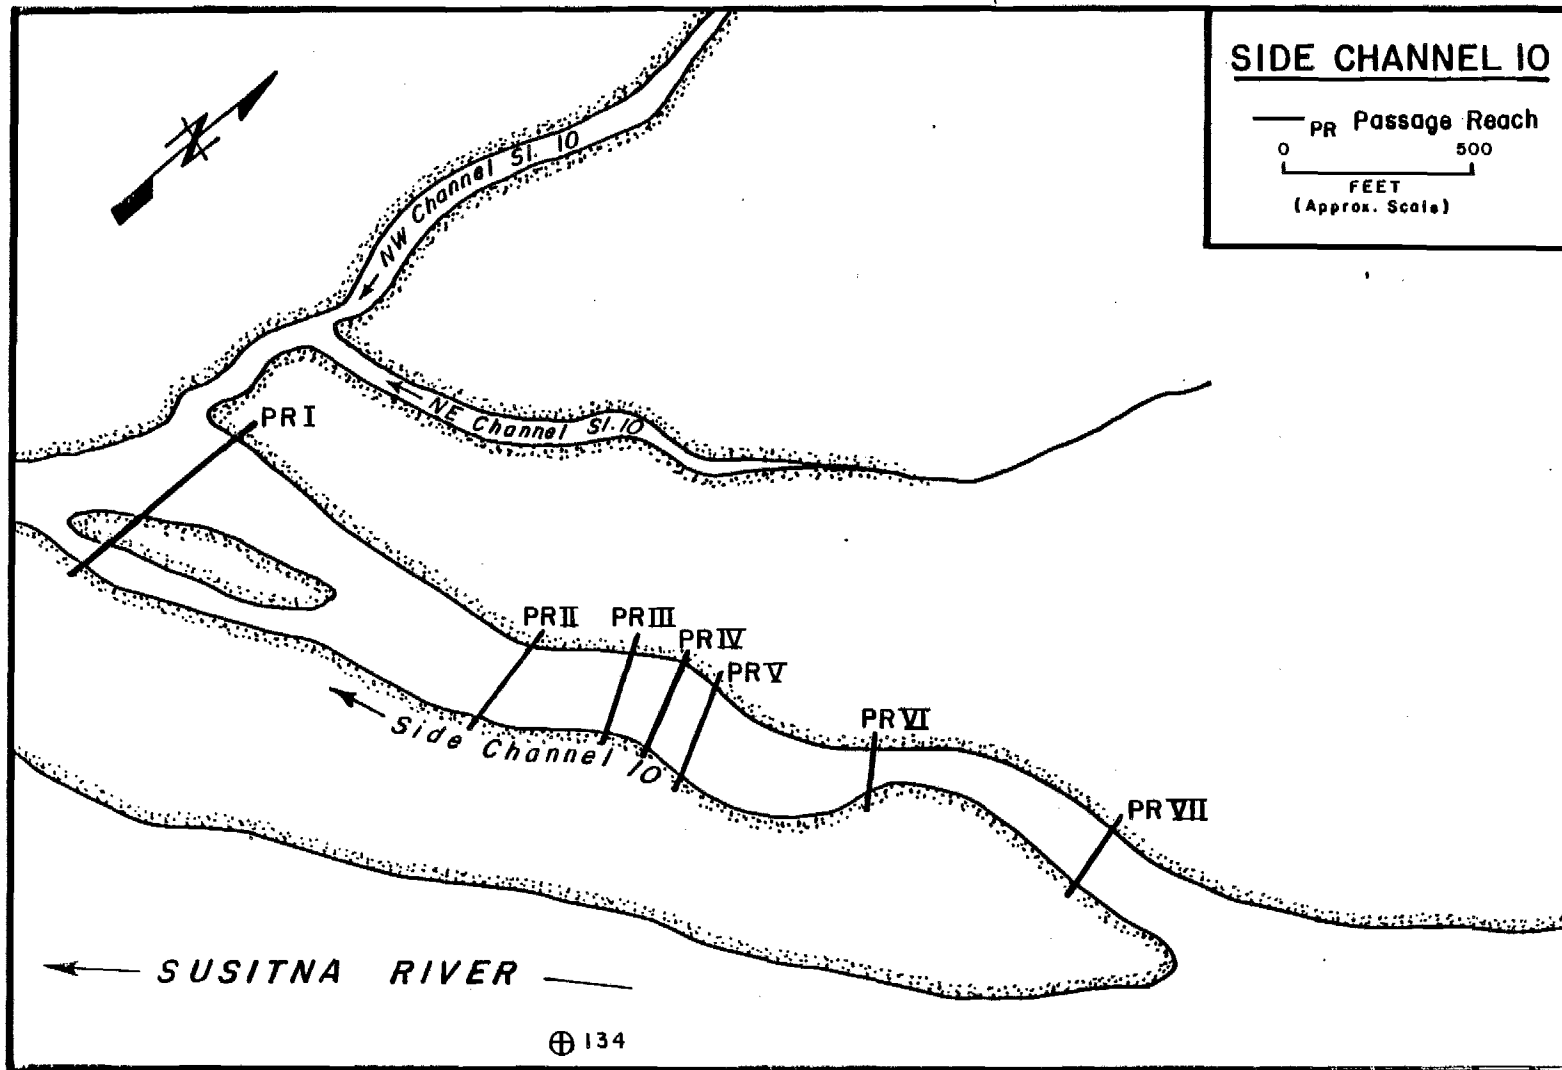 SIDE CHANNEL 10
PR Passage Reach
0 500
FEET
(Approx. Scale)
N
NW Channel Sl. 10
NE Channel Sl. 10
PR I
PR II
PR III
PR IV
PR V
PR VI
PR VII
Side Channel 10
SUSITNA RIVER
134